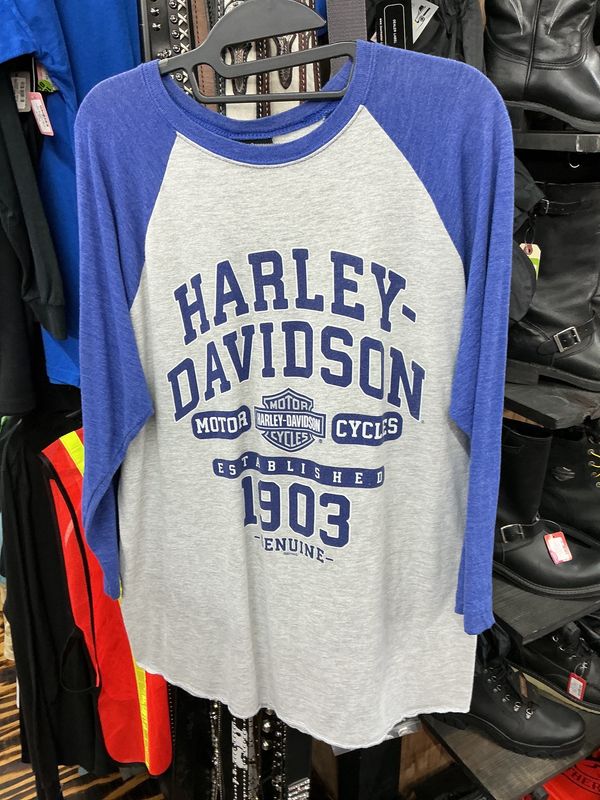 HARLEY-
DAVIDSON
MOTOR
MOTOR
HARLEY-DAVIDSON
CYCLES
CYCLES
ESTABLISHED
1903
-GENUINE-